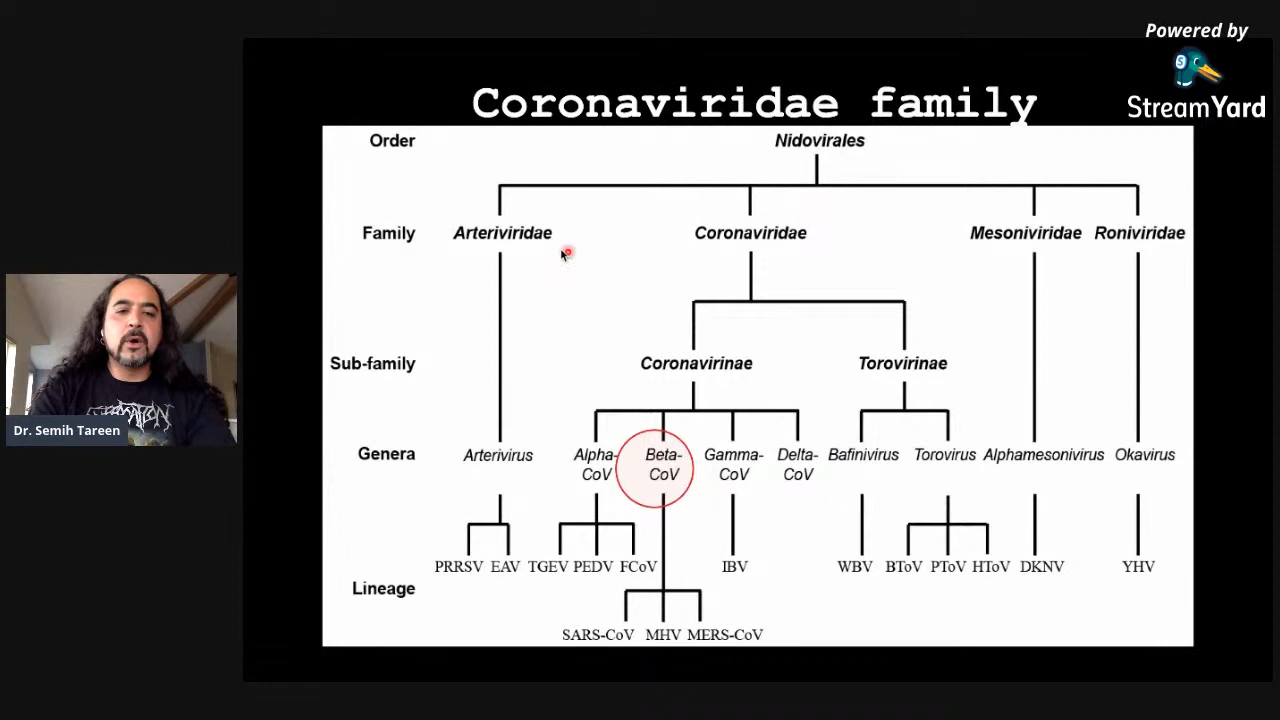 Powered by
StreamYard
Coronaviridae family
Order
Nidovirales
Family
Arteriviridae
Coronaviridae
Mesoniviridae
Roniviridae
Sub-family
Coronavirinae
Torovirinae
Genera
Arterivirus
Alpha-
CoV
Beta-
CoV
Gamma-
CoV
Delta-
CoV
Bafinivirus
Torovirus
Alphamesonivirus
Okavirus
PRRSV
EAV
TGEV
PEDV
FCoV
IBV
WBV
BToV
PToV
HToV
DKNV
YHV
Lineage
SARS-CoV
MHV
MERS-CoV
Dr. Semih Tareen